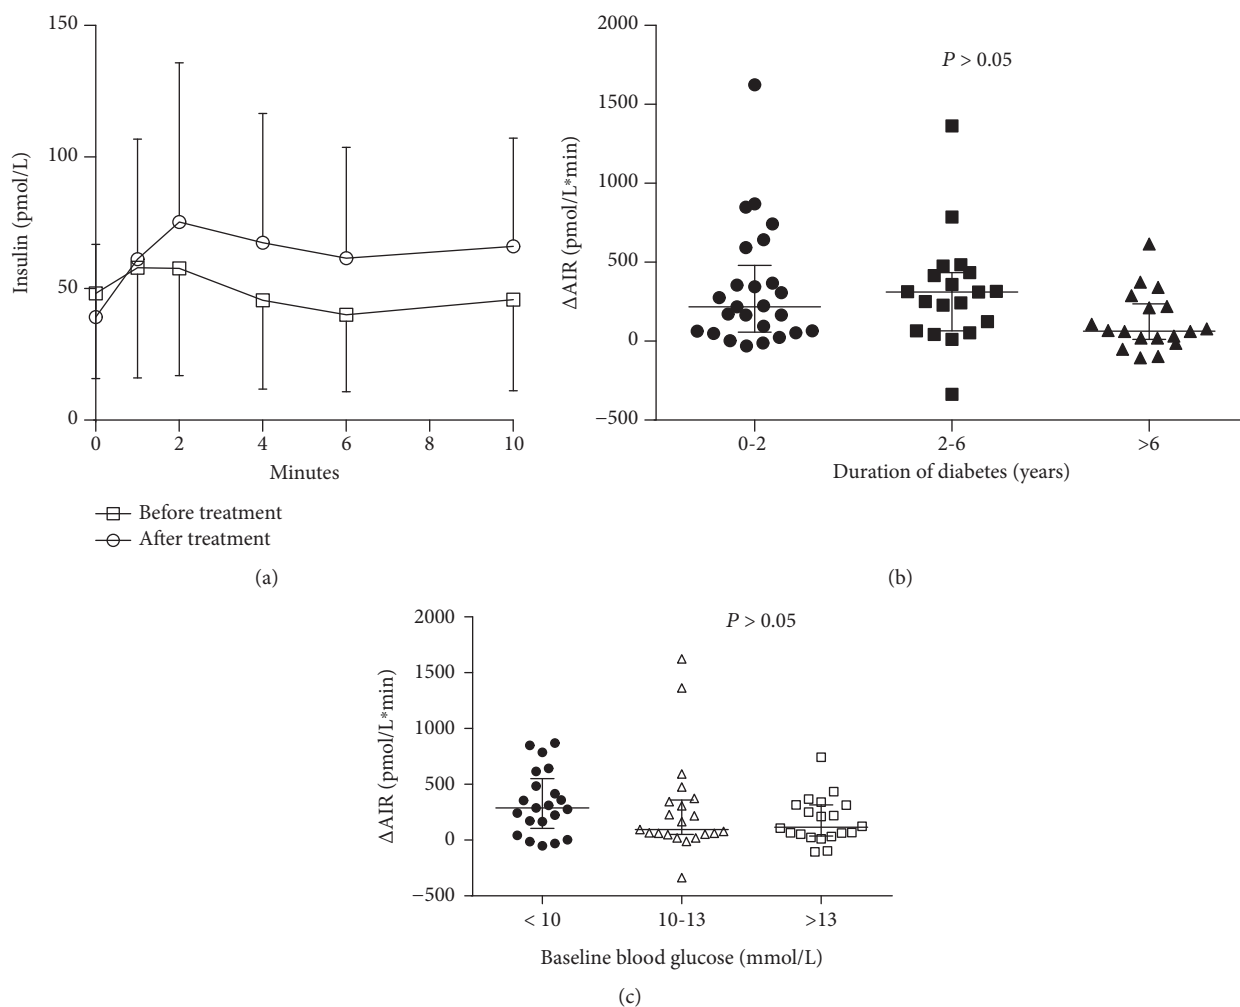 150
100
50
0
Insulin (pmol/L)
0 2 4 6 8 10
Minutes
Before treatment
After treatment
(a)
2000
1500
1000
500
0
−500
ΔAIR (pmol/L*min)
P > 0.05
0-2 2-6 >6
Duration of diabetes (years)
(b)
2000
1500
1000
500
0
−500
ΔAIR (pmol/L*min)
P > 0.05
< 10 10-13 >13
Baseline blood glucose (mmol/L)
(c)